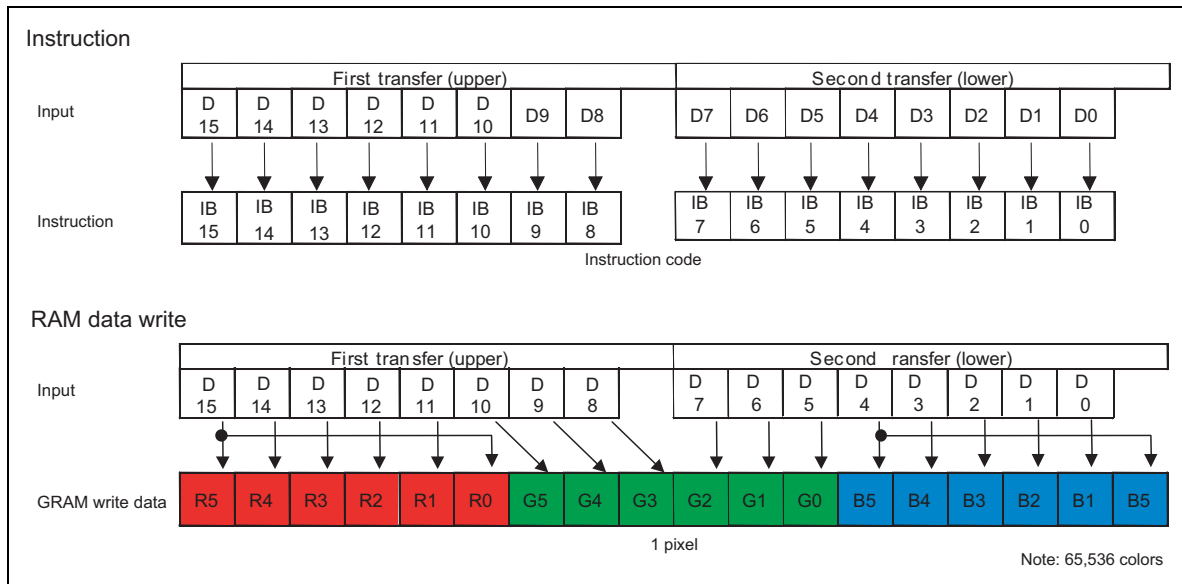 Instruction
First transfer (upper) Second transfer (lower)
Input D 15 D 14 D 13 D 12 D 11 D 10 D9 D8 D7 D6 D5 D4 D3 D2 D1 D0
Instruction IB 15 IB 14 IB 13 IB 12 IB 11 IB 10 IB 9 IB 8 IB 7 IB 6 IB 5 IB 4 IB 3 IB 2 IB 1 IB 0
Instruction code
RAM data write
First transfer (upper) Second ransfer (lower)
Input D 15 D 14 D 13 D 12 D 11 D 10 D 9 D 8 D 7 D 6 D 5 D 4 D 3 D 2 D 1 D 0
GRAM write data R5 R4 R3 R2 R1 R0 G5 G4 G3 G2 G1 G0 B5 B4 B3 B2 B1 B5
1 pixel
Note: 65,536 colors